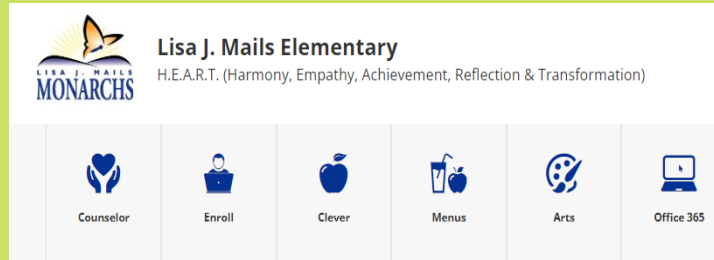 Lisa J. Mails Elementary
H.E.A.R.T. (Harmony, Empathy, Achievement, Reflection & Transformation)
LISA J. MAILS
MONARCHS
Counselor
Enroll
Clever
Menus
Arts
Office 365